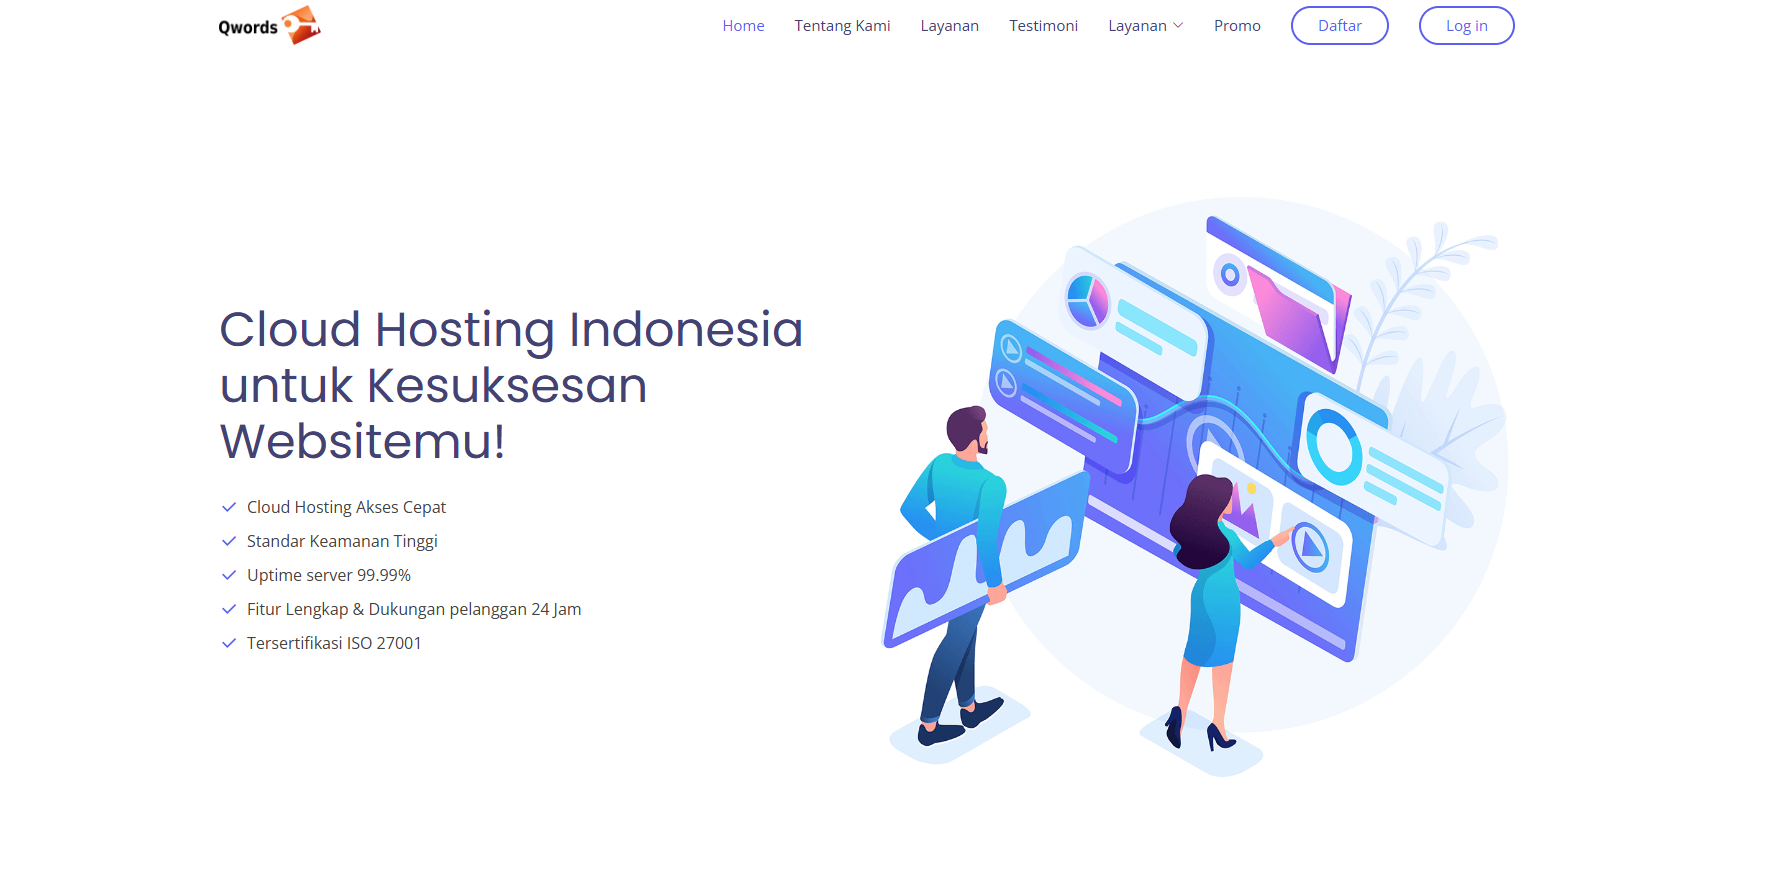 Qwords
Home Tentang Kami Layanan Testimoni Layanan Promo Daftar Log in
Cloud Hosting Indonesia
untuk Kesuksesan
Websitemu!
Cloud Hosting Akses Cepat
Standar Keamanan Tinggi
Uptime server 99.99%
Fitur Lengkap & Dukungan pelanggan 24 Jam
Tersertifikasi ISO 27001